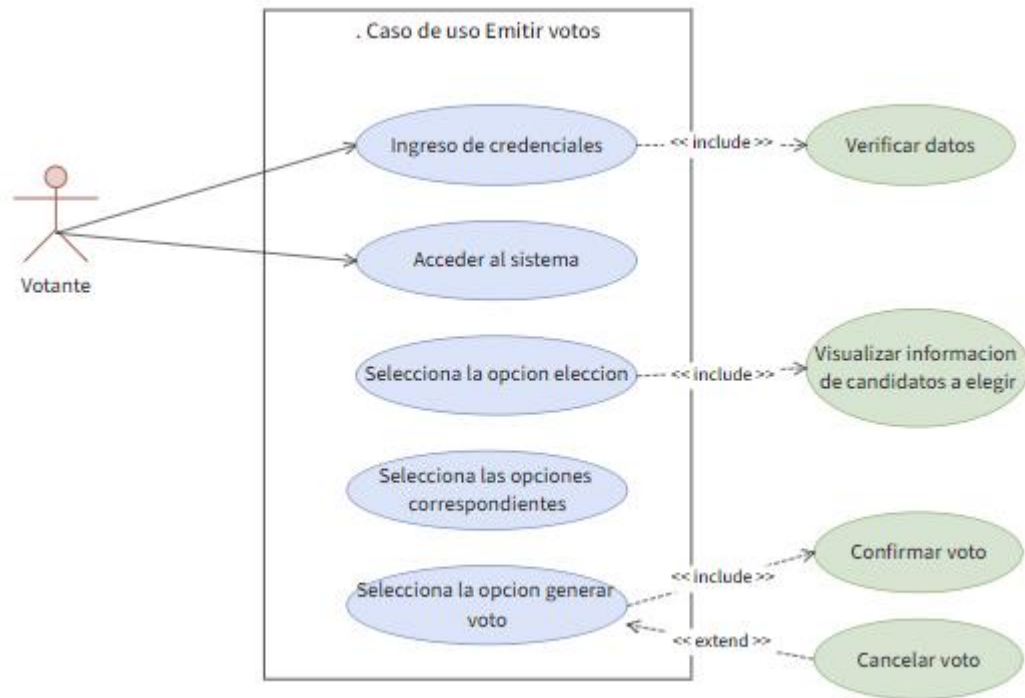 . Caso de uso Emitir votos
Ingreso de credenciales
<< include >>
Verificar datos
Votante
Acceder al sistema
Selecciona la opcion eleccion
<< include >>
Visualizar informacion
de candidatos a elegir
Selecciona las opciones
correspondientes
Selecciona la opcion generar
voto
<< include >>
Confirmar voto
<< extend >>
Cancelar voto